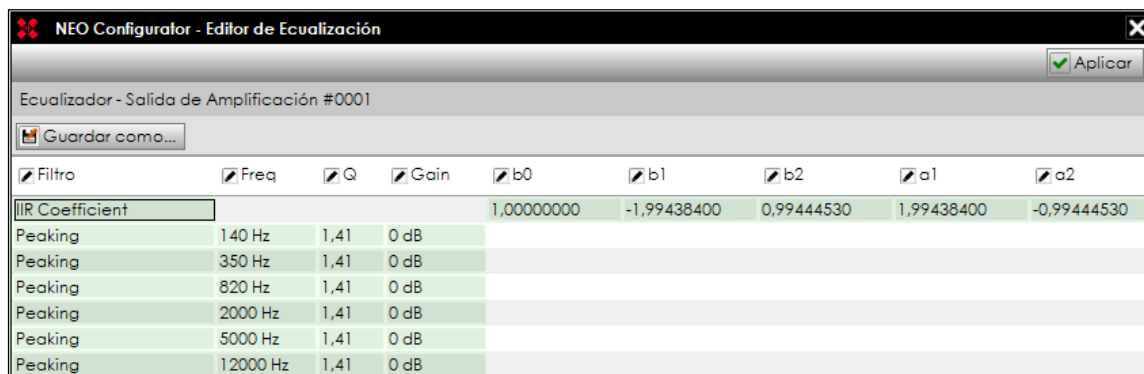 NEO Configurator - Editor de Ecualización
Aplicar
Ecualizador - Salida de Amplificación #0001
Guardar como...
Filtro Freq Q Gain b0 b1 b2 a1 a2
IIR Coefficient 1,00000000 -1,99438400 0,99444530 1,99438400 -0,99444530
Peaking 140 Hz 1,41 0 dB
Peaking 350 Hz 1,41 0 dB
Peaking 820 Hz 1,41 0 dB
Peaking 2000 Hz 1,41 0 dB
Peaking 5000 Hz 1,41 0 dB
Peaking 12000 Hz 1,41 0 dB